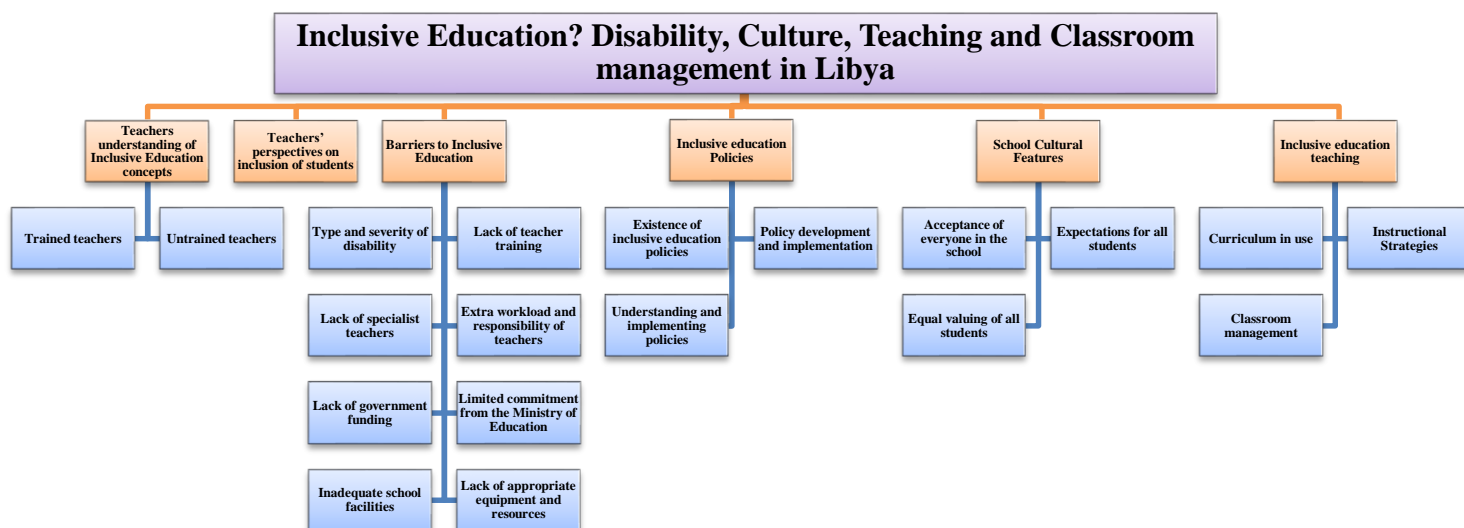 Inclusive Education? Disability, Culture, Teaching and Classroom
management in Libya
Teachers
understanding of
Inclusive Education
concepts
Teachers’
perspectives on
inclusion of students
Barriers to Inclusive
Education
Inclusive education
Policies
School Cultural
Features
Inclusive education
teaching
Trained teachers
Untrained teachers
Type and severity of
disability
Lack of teacher
training
Existence of
inclusive education
policies
Policy development
and implementation
Acceptance of
everyone in the
school
Expectations for all
students
Curriculum in use
Instructional
Strategies
Lack of specialist
teachers
Extra workload and
responsibility of
teachers
Understanding and
implementing
policies
Equal valuing of all
students
Classroom
management
Lack of government
funding
Limited commitment
from the Ministry of
Education
Inadequate school
facilities
Lack of appropriate
equipment and
resources